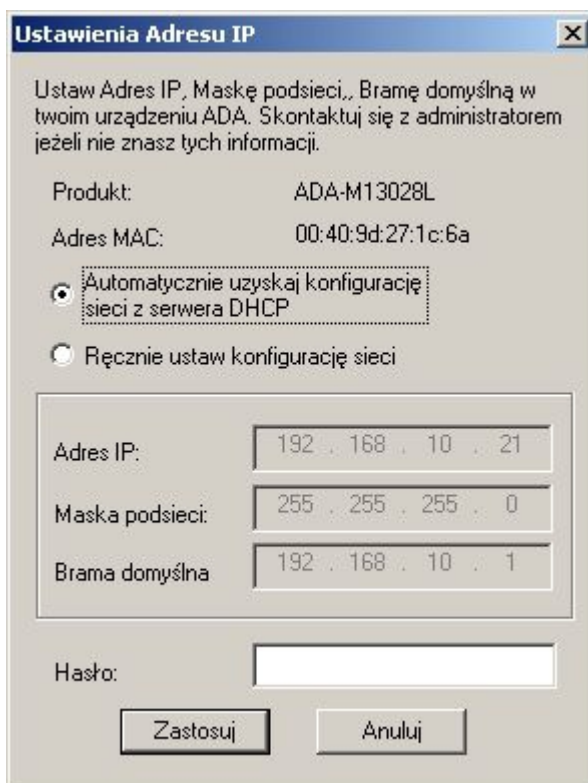 Ustawienia Adresu IP
Ustaw Adres IP, Maskę podsieci,, Bramę domyślną w
twoim urządzeniu ADA. Skontaktuj się z administratorem
jeżeli nie znasz tych informacji.
Produkt: ADA-M13028L
Adres MAC: 00:40:9d:27:1c:6a
Automatycznie uzyskaj konfigurację
sieci z serwera DHCP
Ręcznie ustaw konfigurację sieci
Adres IP: 192 . 168 . 10 . 21
Maska podsieci: 255 . 255 . 255 . 0
Brama domyślna 192 . 168 . 10 . 1
Hasło:
Zastosuj Anuluj